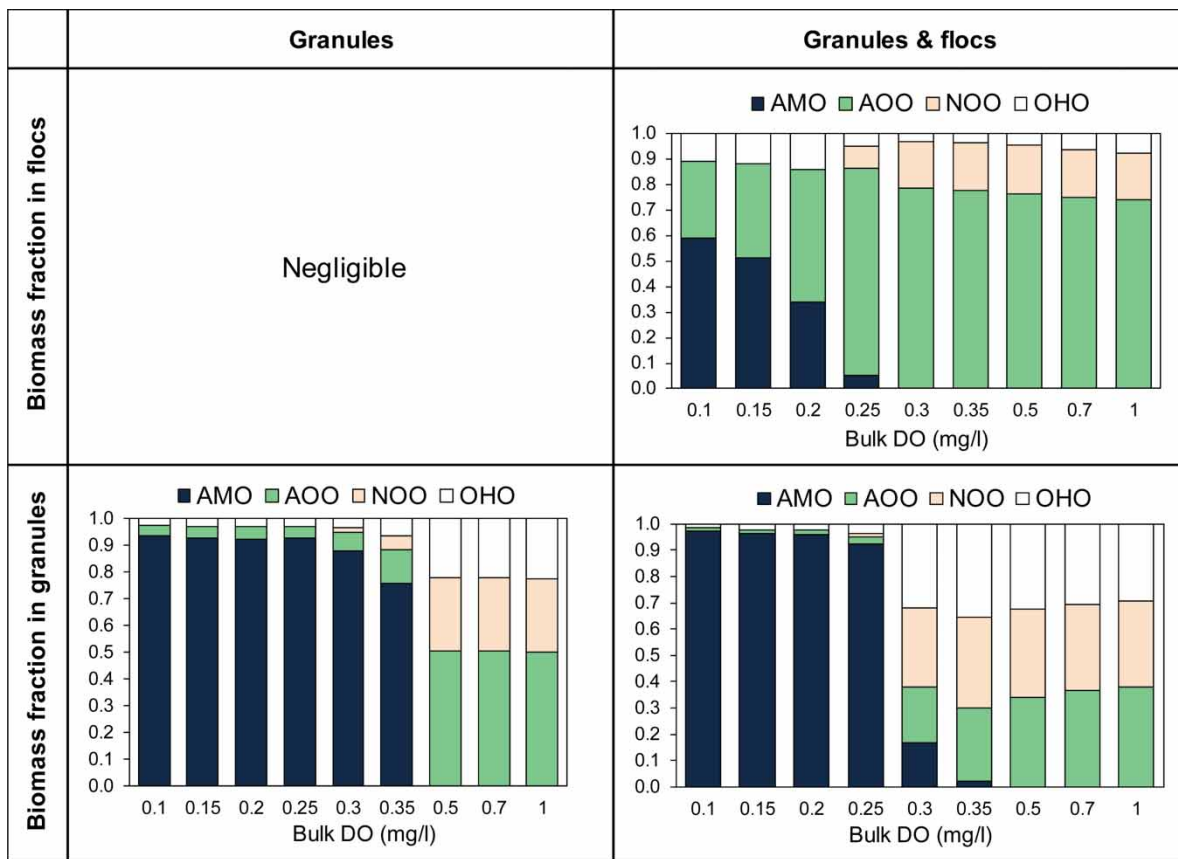 Granules
Granules & flocs
Biomass fraction in flocs
Negligible
AMO AOO NOO OHO
1.0
0.9
0.8
0.7
0.6
0.5
0.4
0.3
0.2
0.1
0.0
0.1 0.15 0.2 0.25 0.3 0.35 0.5 0.7 1
Bulk DO (mg/l)
Biomass fraction in granules
AMO AOO NOO OHO
1.0
0.9
0.8
0.7
0.6
0.5
0.4
0.3
0.2
0.1
0.0
0.1 0.15 0.2 0.25 0.3 0.35 0.5 0.7 1
Bulk DO (mg/l)
AMO AOO NOO OHO
1.0
0.9
0.8
0.7
0.6
0.5
0.4
0.3
0.2
0.1
0.0
0.1 0.15 0.2 0.25 0.3 0.35 0.5 0.7 1
Bulk DO (mg/l)